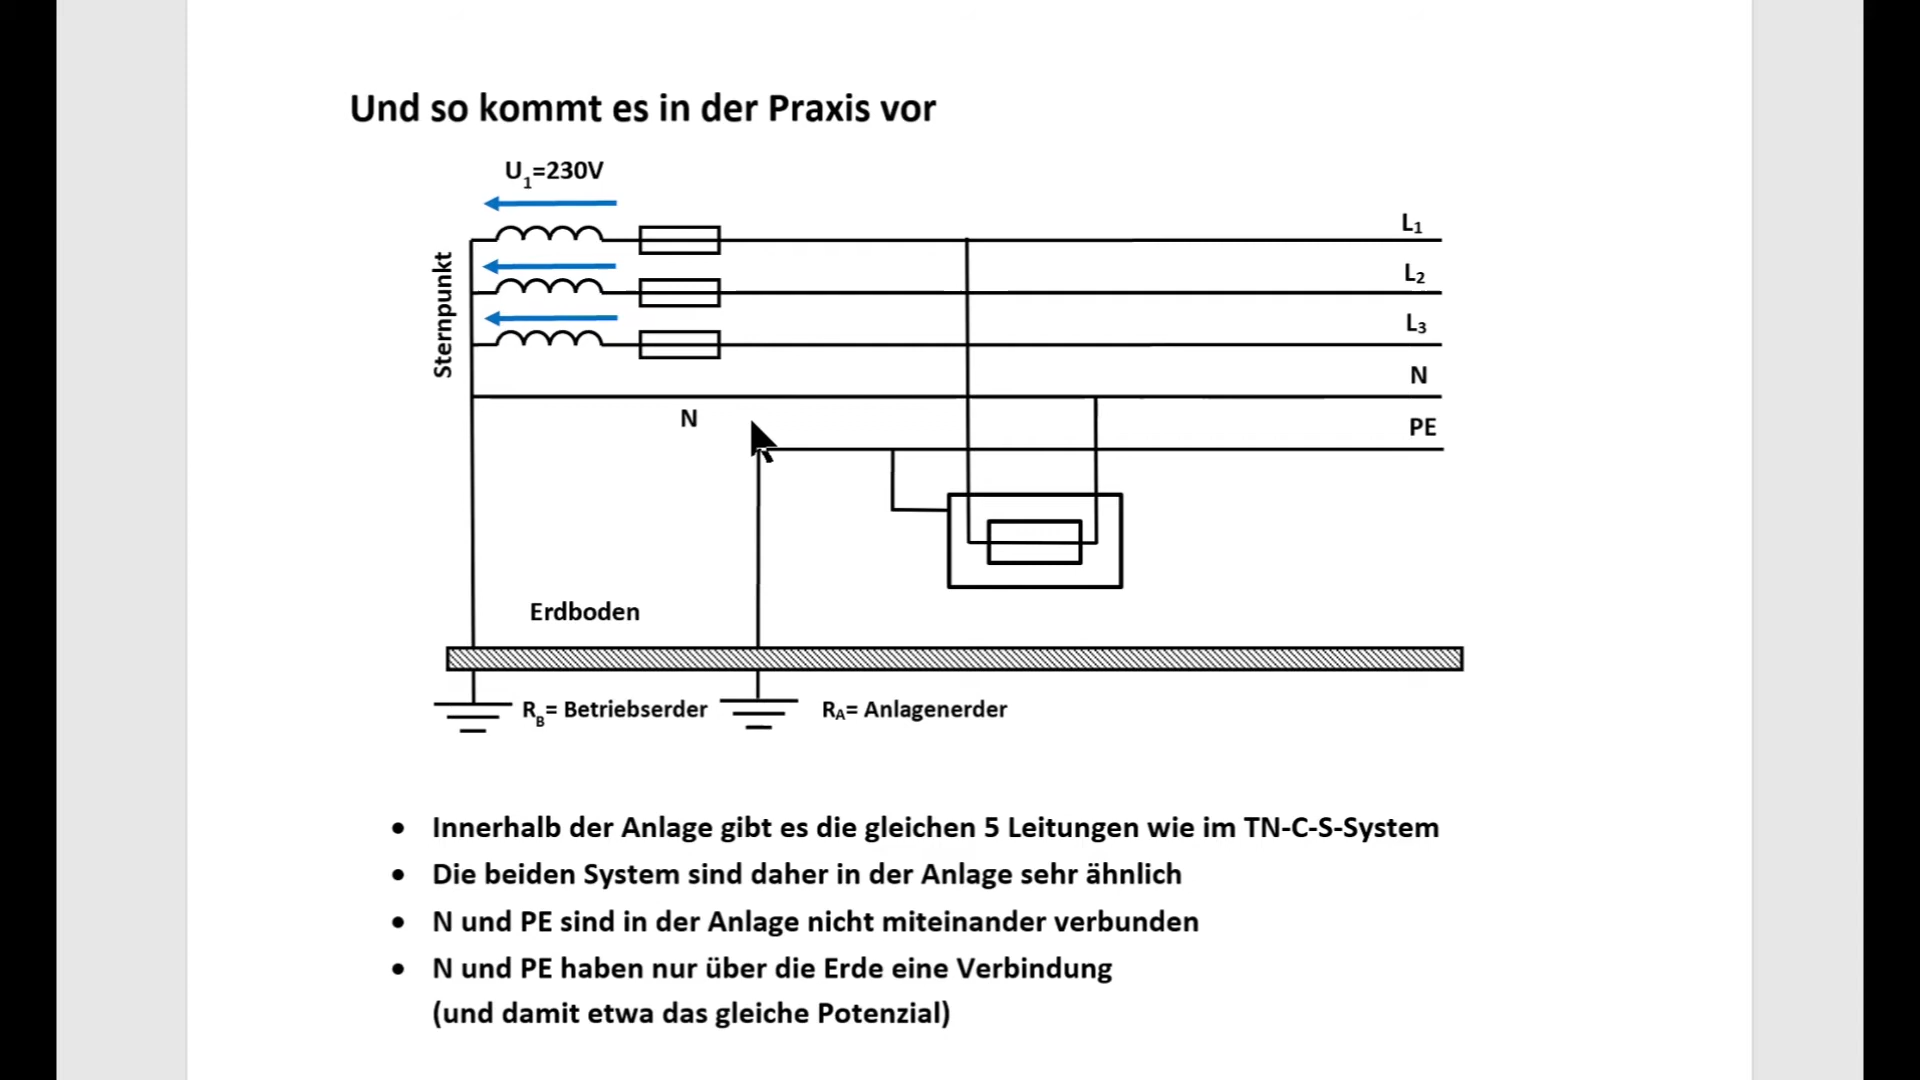 Und so kommt es in der Praxis vor
U1=230V
L1
L2
L3
Sternpunkt
N
N
PE
Erdboden
RB= Betriebserder
RA= Anlagenerder
• Innerhalb der Anlage gibt es die gleichen 5 Leitungen wie im TN-C-S-System
• Die beiden System sind daher in der Anlage sehr ähnlich
• N und PE sind in der Anlage nicht miteinander verbunden
• N und PE haben nur über die Erde eine Verbindung
(und damit etwa das gleiche Potenzial)